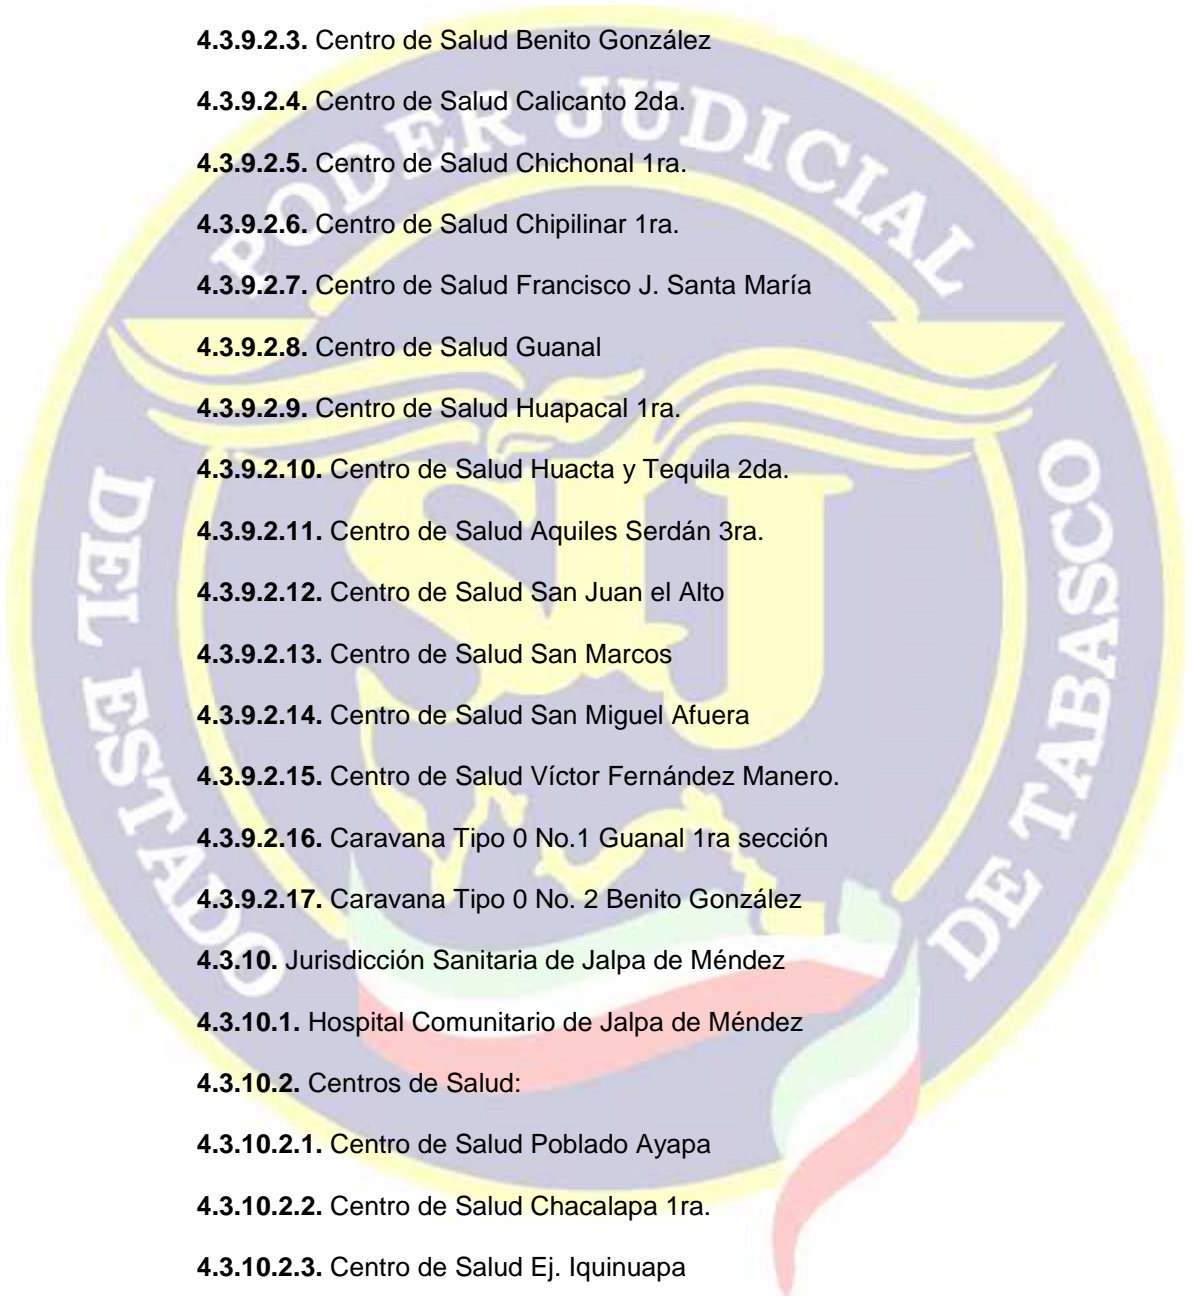 PODER JUDICIAL
DEL ESTADO
DE TABASCO
SIJ
4.3.9.2.3. Centro de Salud Benito González
4.3.9.2.4. Centro de Salud Calicanto 2da.
4.3.9.2.5. Centro de Salud Chichonal 1ra.
4.3.9.2.6. Centro de Salud Chipilinar 1ra.
4.3.9.2.7. Centro de Salud Francisco J. Santa María
4.3.9.2.8. Centro de Salud Guanal
4.3.9.2.9. Centro de Salud Huapacal 1ra.
4.3.9.2.10. Centro de Salud Huacta y Tequila 2da.
4.3.9.2.11. Centro de Salud Aquiles Serdán 3ra.
4.3.9.2.12. Centro de Salud San Juan el Alto
4.3.9.2.13. Centro de Salud San Marcos
4.3.9.2.14. Centro de Salud San Miguel Afuera
4.3.9.2.15. Centro de Salud Víctor Fernández Manero.
4.3.9.2.16. Caravana Tipo 0 No.1 Guanal 1ra sección
4.3.9.2.17. Caravana Tipo 0 No. 2 Benito González
4.3.10. Jurisdicción Sanitaria de Jalpa de Méndez
4.3.10.1. Hospital Comunitario de Jalpa de Méndez
4.3.10.2. Centros de Salud:
4.3.10.2.1. Centro de Salud Poblado Ayapa
4.3.10.2.2. Centro de Salud Chacalapa 1ra.
4.3.10.2.3. Centro de Salud Ej. Iquinuapa